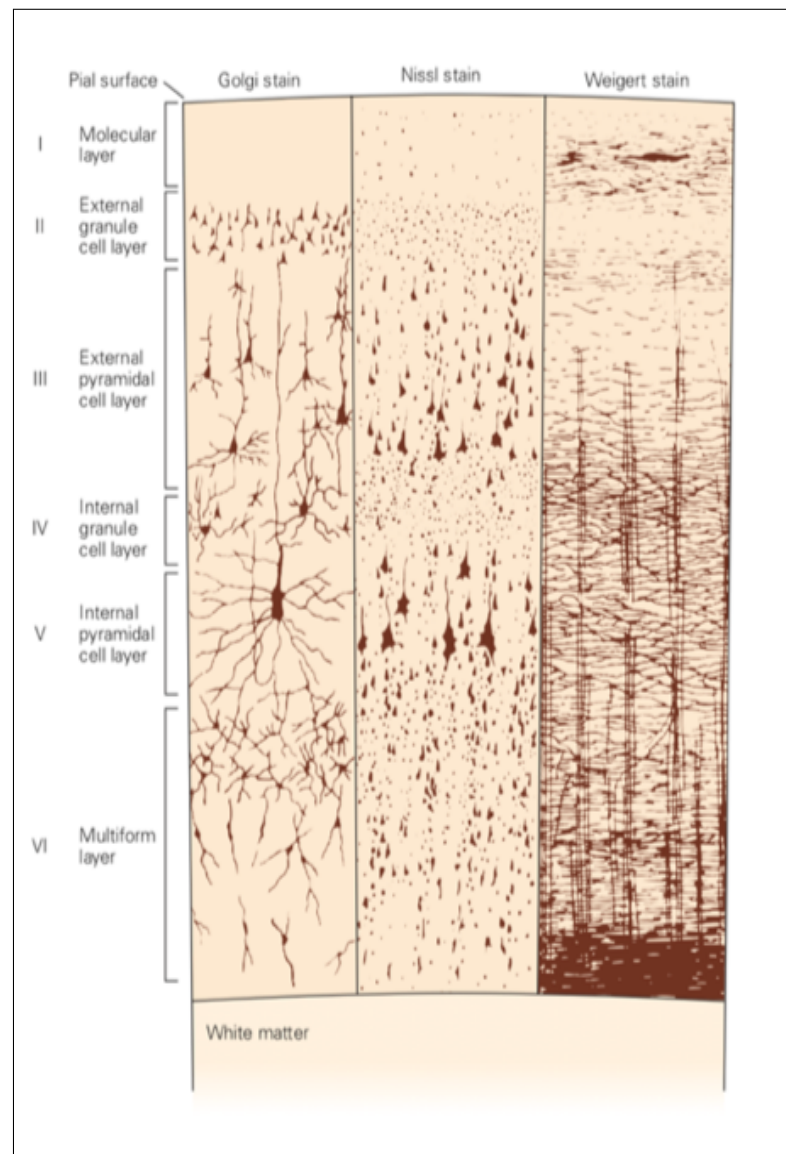 Pial surface
Golgi stain
Nissl stain
Weigert stain
I
Molecular
layer
II
External
granule
cell layer
III
External
pyramidal
cell layer
IV
Internal
granule
cell layer
V
Internal
pyramidal
cell layer
VI
Multiform
layer
White matter